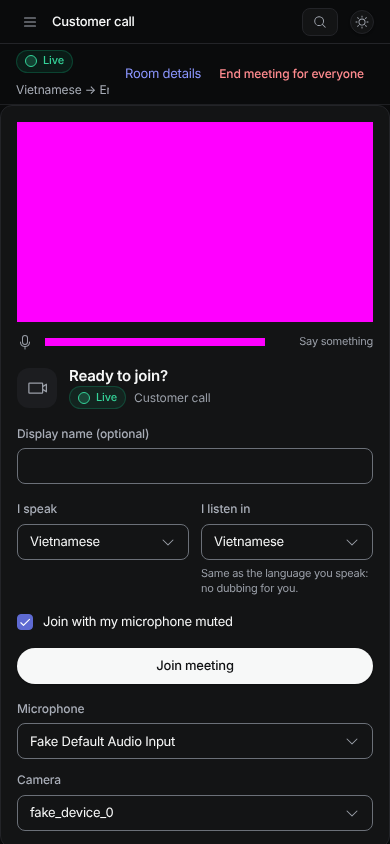 Customer call
Live
Room details
End meeting for everyone
Vietnamese →
Say something
Ready to join?
Live
Customer call
Display name (optional)
I speak
I listen in
Vietnamese
Vietnamese
Same as the language you speak:
no dubbing for you.
Join with my microphone muted
Join meeting
Microphone
Fake Default Audio Input
Camera
fake_device_0